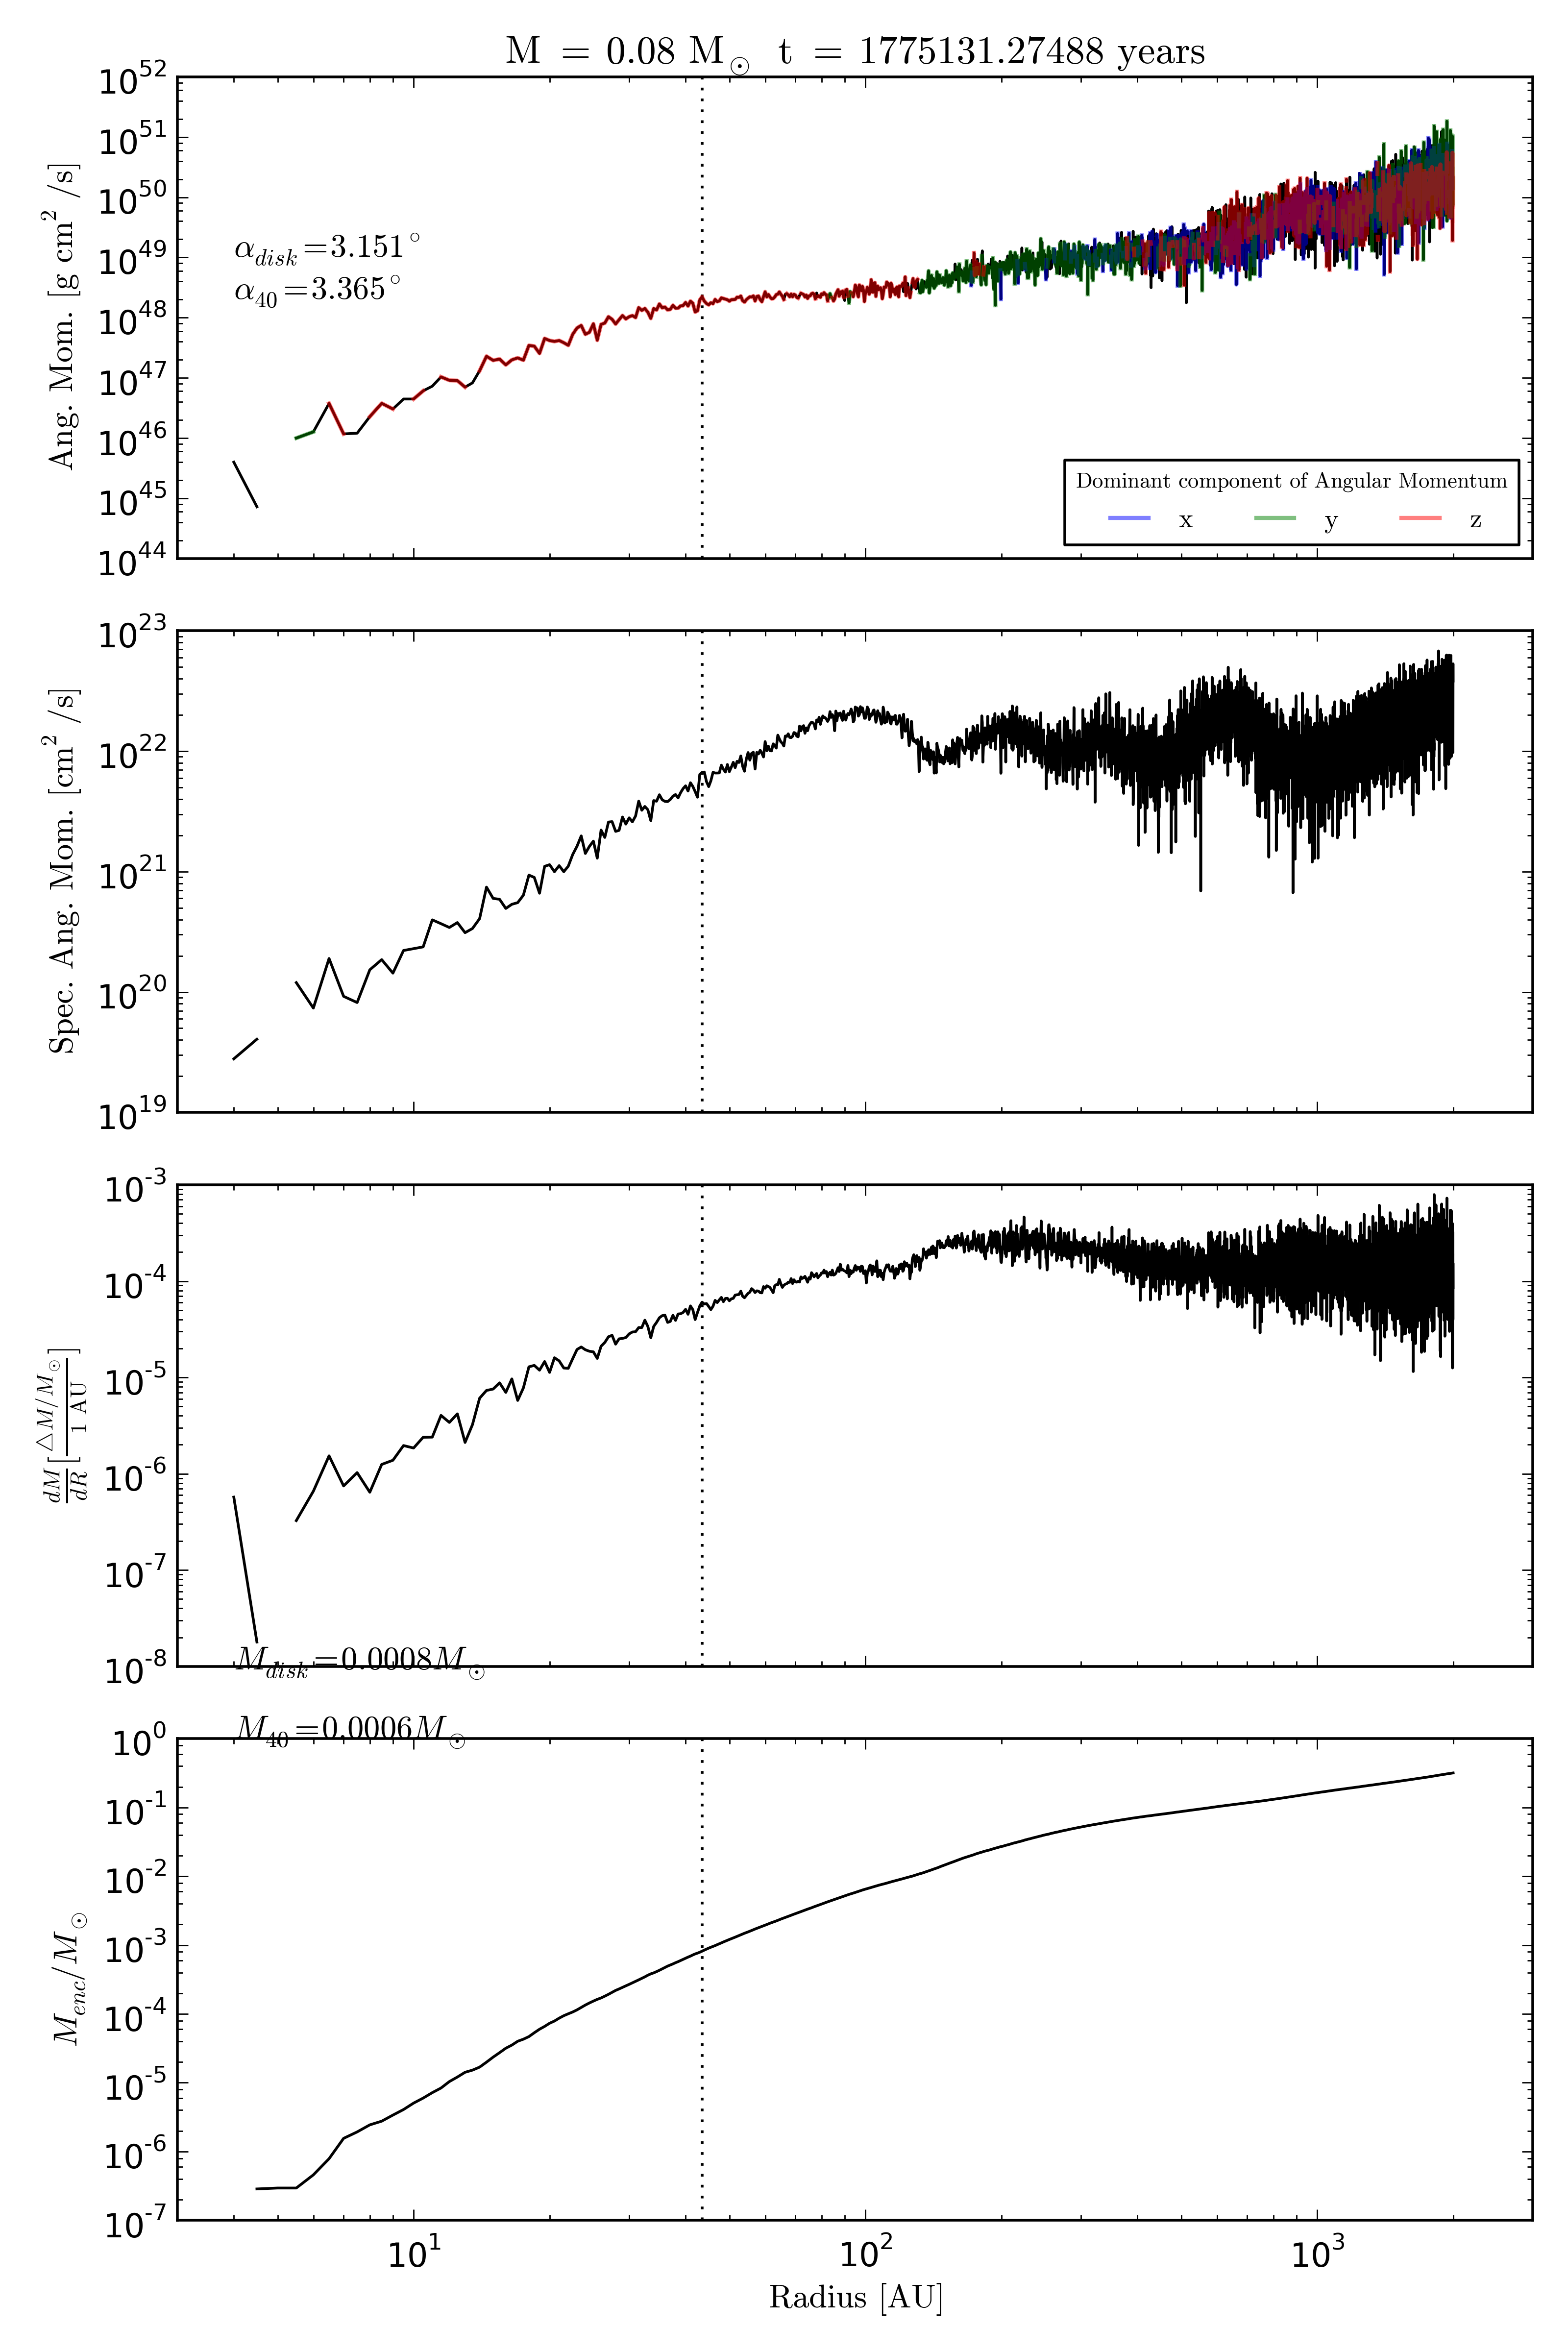 M = 0.08 M⊙ t = 1775131.27488 years
10^52
10^51
10^50
10^49
10^48
10^47
10^46
10^45
10^44
Ang. Mom. [g cm^2 /s]
α_disk=3.151°
α_40=3.365°
Dominant component of Angular Momentum
x y z
10^23
10^22
10^21
10^20
10^19
Spec. Ang. Mom. [cm^2 /s]
10^-3
10^-4
10^-5
10^-6
10^-7
10^-8
dM/dR [△M/M⊙ / 1 AU]
M_disk=0.0008M⊙
M_40=0.0006M⊙
10^0
10^-1
10^-2
10^-3
10^-4
10^-5
10^-6
10^-7
M_enc/M⊙
10^1 10^2 10^3
Radius [AU]